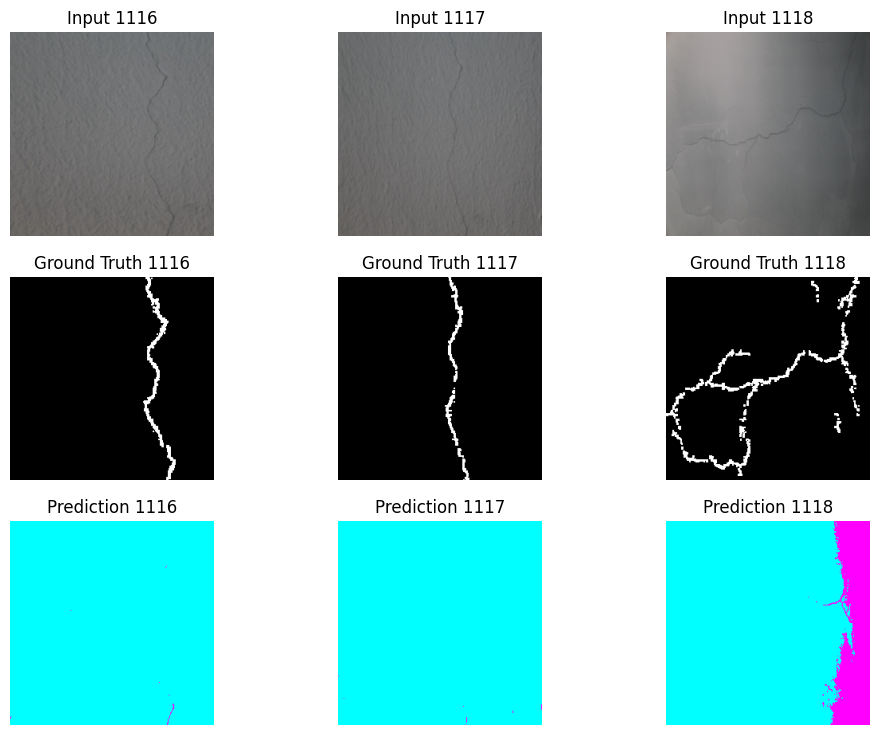 Input 1116
Input 1117
Input 1118
Ground Truth 1116
Ground Truth 1117
Ground Truth 1118
Prediction 1116
Prediction 1117
Prediction 1118